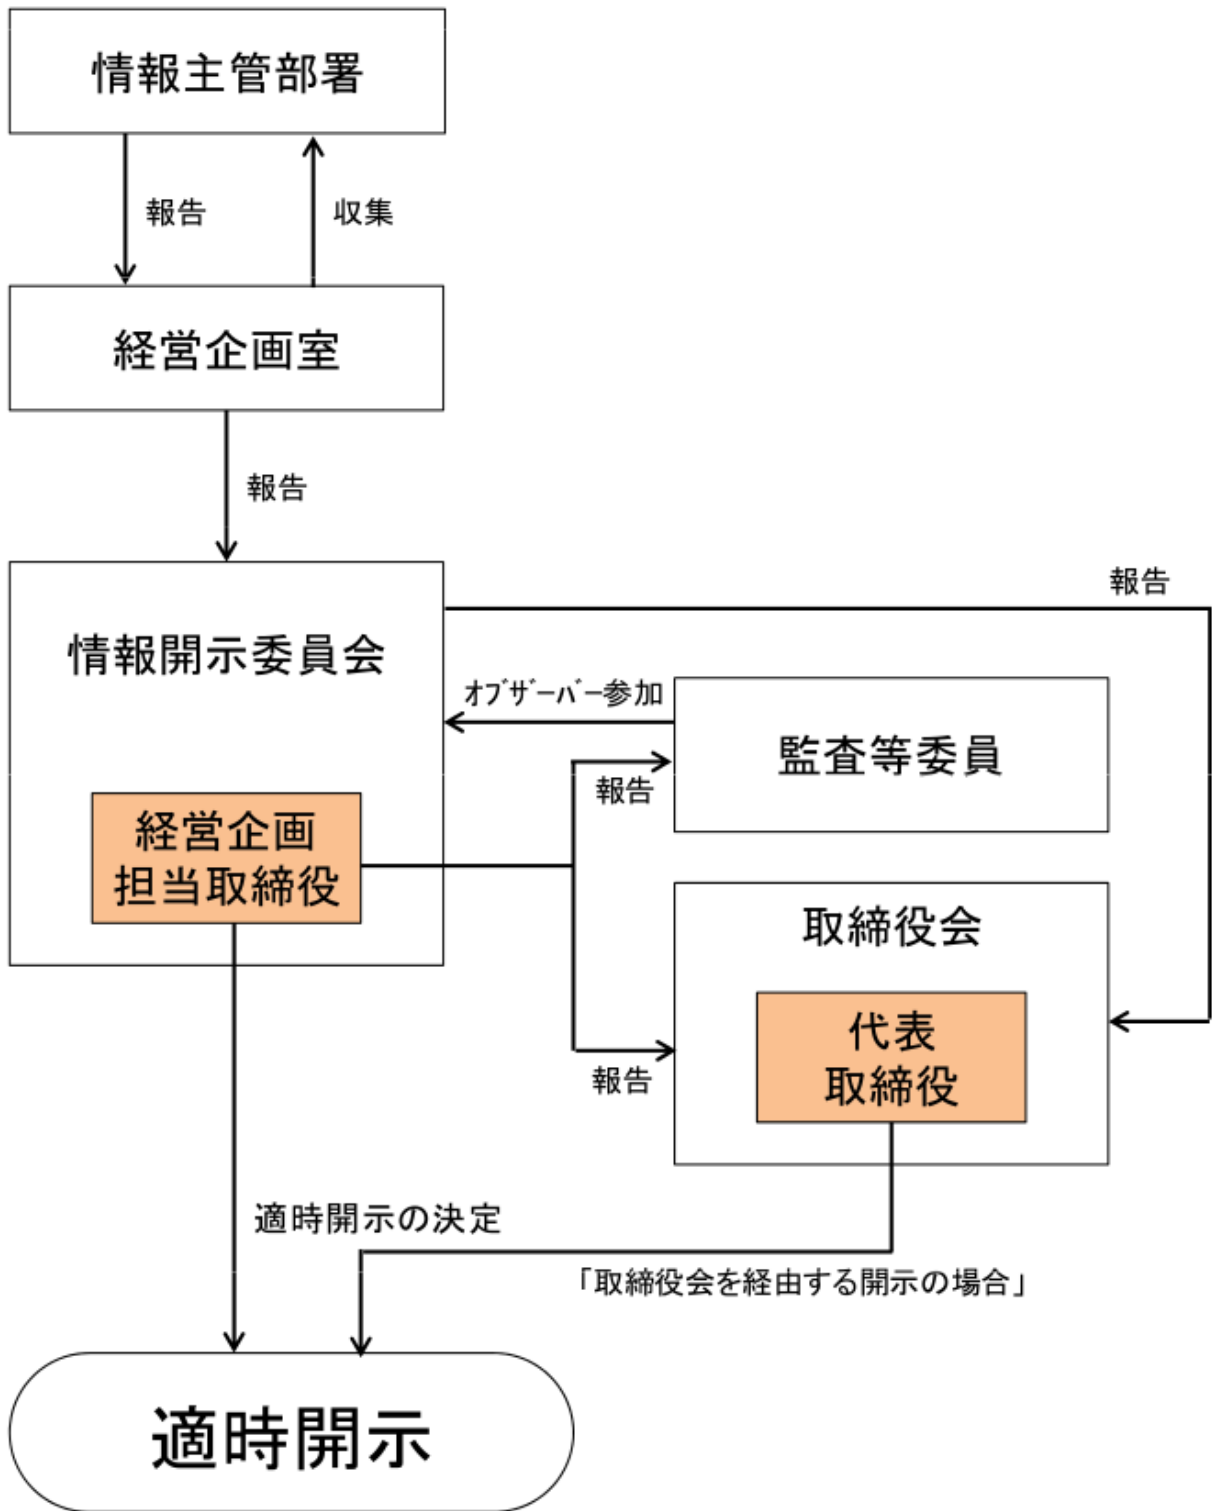 情報主管部署
報告
収集
経営企画室
報告
情報開示委員会
報告
ｵﾌﾞｻﾞｰﾊﾞｰ参加
監査等委員
報告
経営企画
担当取締役
取締役会
代表
取締役
報告
適時開示の決定
「取締役会を経由する開示の場合」
適時開示